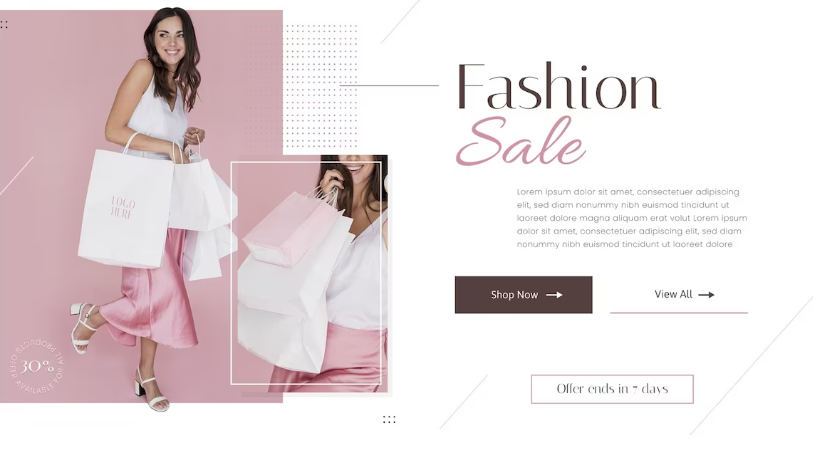 Fashion
Sale
Lorem ipsum dolor sit amet, consectetuer adipiscing
elit, sed diam nonummy nibh euismod tincidunt ut
laoreet dolore magna aliquam erat volut Lorem ipsum
dolor sit amet, consectetuer adipiscing elit, sed diam
nonummy nibh euismod tincidunt ut laoreet dolore
Shop Now
View All
Offer ends in 7 days
LOGO
HERE
30%
OFFER AVAILABLE FOR ALL PRODUCTS